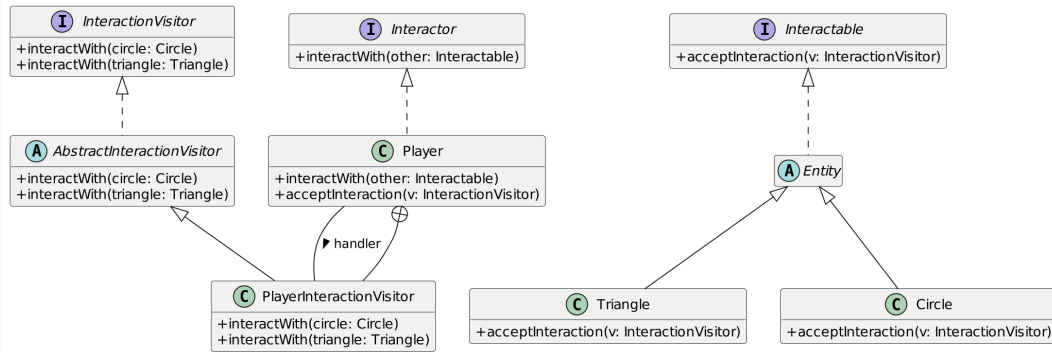 I InteractionVisitor
+interactWith(circle: Circle)
+interactWith(triangle: Triangle)
I Interactor
+interactWith(other: Interactable)
I Interactable
+acceptInteraction(v: InteractionVisitor)
A AbstractInteractionVisitor
+interactWith(circle: Circle)
+interactWith(triangle: Triangle)
C Player
+interactWith(other: Interactable)
+acceptInteraction(v: InteractionVisitor)
A Entity
handler
C PlayerInteractionVisitor
+interactWith(circle: Circle)
+interactWith(triangle: Triangle)
C Triangle
+acceptInteraction(v: InteractionVisitor)
C Circle
+acceptInteraction(v: InteractionVisitor)